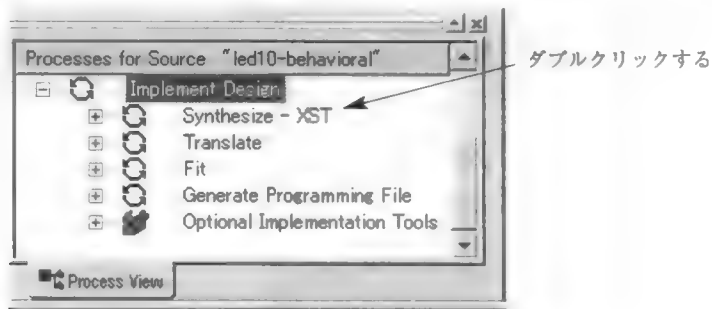 Processes for Source "led10-behavioral"
ダブルクリックする
Implement Design
Synthesize - XST
Translate
Fit
Generate Programming File
Optional Implementation Tools
Process View